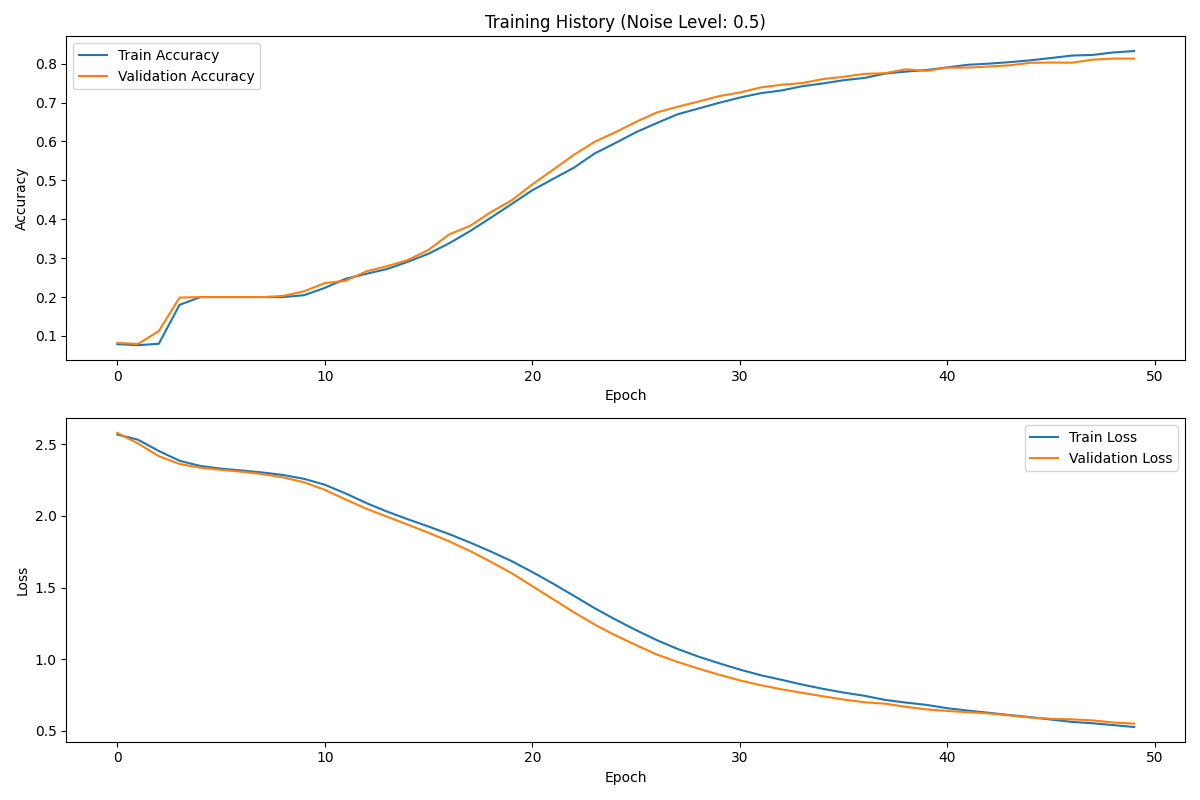 Training History (Noise Level: 0.5)
Train Accuracy
Validation Accuracy
Accuracy
0.8
0.7
0.6
0.5
0.4
0.3
0.2
0.1
0 10 20 30 40 50
Epoch
Train Loss
Validation Loss
Loss
2.5
2.0
1.5
1.0
0.5
0 10 20 30 40 50
Epoch